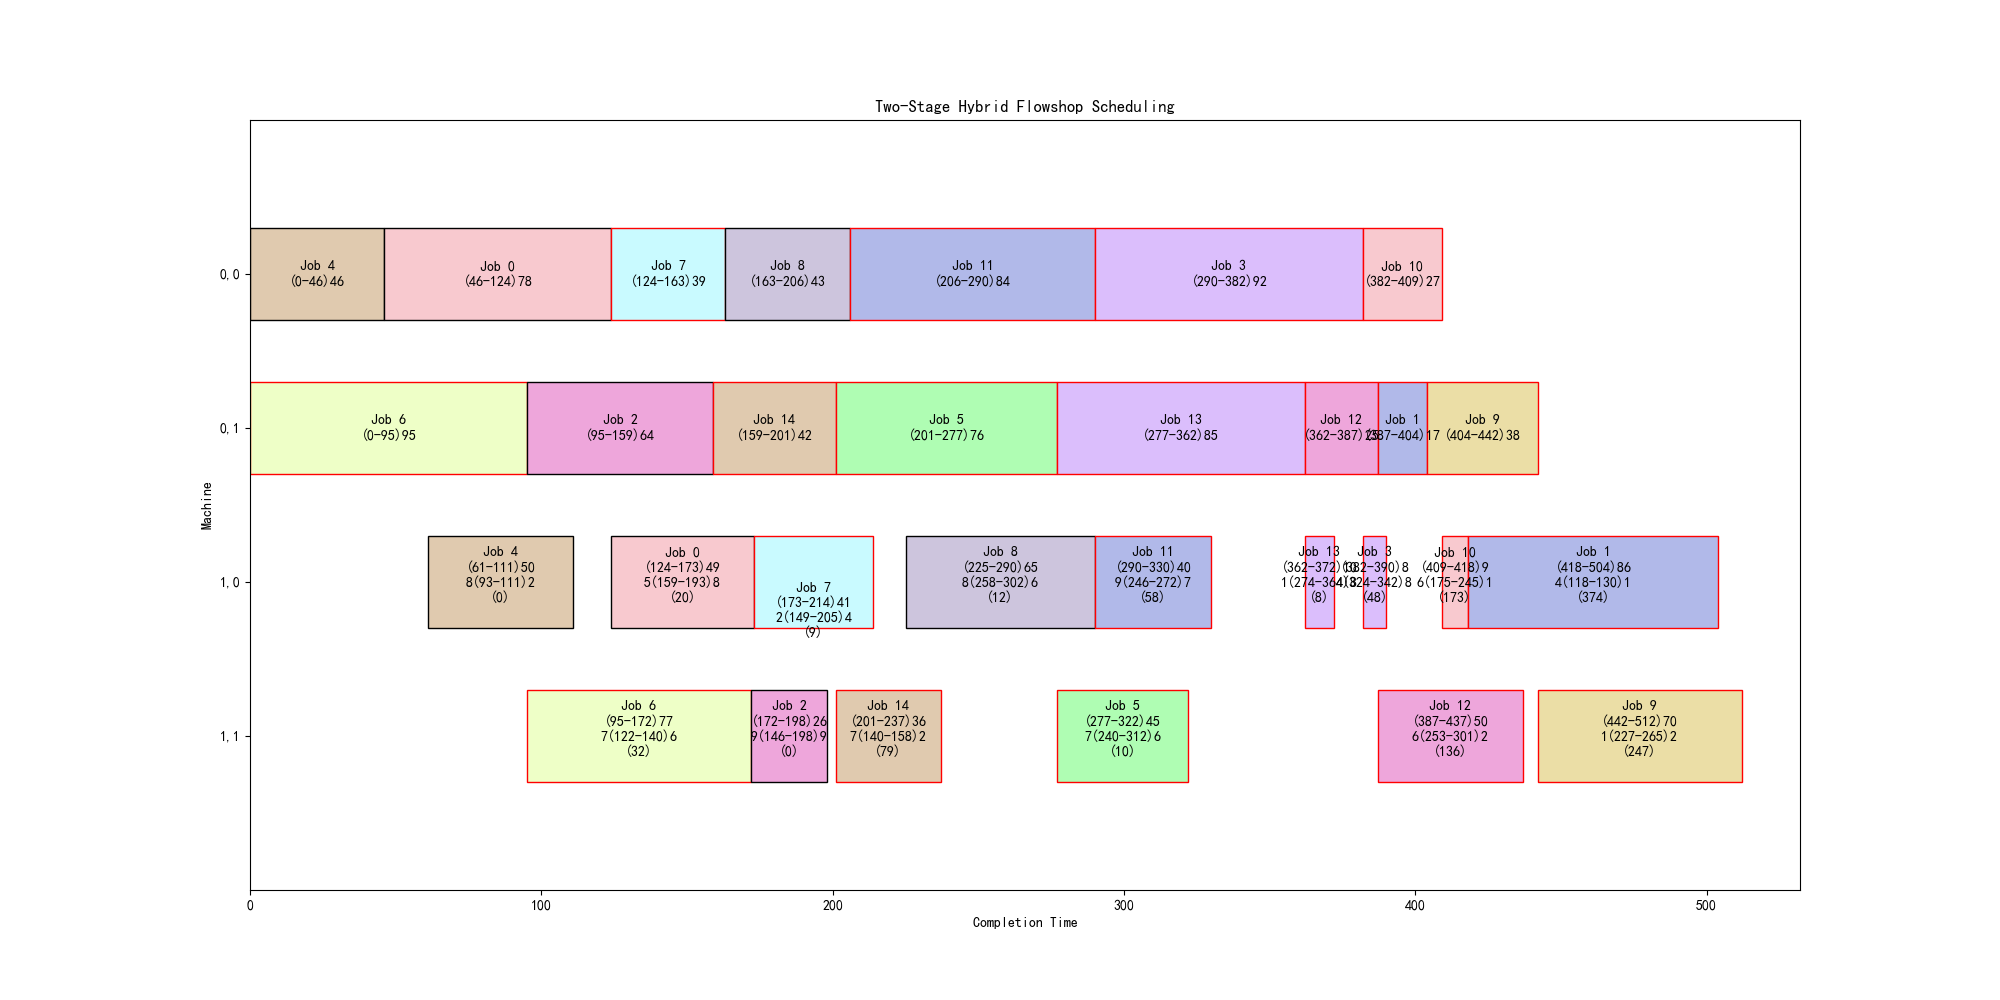 Two-Stage Hybrid Flowshop Scheduling
Machine
0,0
Job 4
(0-46)46
Job 0
(46-124)78
Job 7
(124-163)39
Job 8
(163-206)43
Job 11
(206-290)84
Job 3
(290-382)92
Job 10
(382-409)27
0,1
Job 6
(0-95)95
Job 2
(95-159)64
Job 14
(159-201)42
Job 5
(201-277)76
Job 13
(277-362)85
Job 12
(362-387)25
Job 1
(387-404)17
Job 9
(404-442)38
1,0
Job 4
(61-111)50
8(93-111)2
(0)
Job 0
(124-173)49
5(159-193)8
(20)
Job 7
(173-214)41
2(149-205)4
(9)
Job 8
(225-290)65
8(258-302)6
(12)
Job 11
(290-330)40
9(246-272)7
(58)
Job 13
(362-372)10
1(274-364)8
(8)
Job 3
(382-390)8
(324-342)8
(48)
Job 10
(409-418)9
6(175-245)1
(173)
Job 1
(418-504)86
4(118-130)1
(374)
1,1
Job 6
(95-172)77
7(122-140)6
(32)
Job 2
(172-198)26
9(146-198)9
(0)
Job 14
(201-237)36
7(140-158)2
(79)
Job 5
(277-322)45
7(240-312)6
(10)
Job 12
(387-437)50
6(253-301)2
(136)
Job 9
(442-512)70
1(227-265)2
(247)
0
100
200
300
400
500
Completion Time